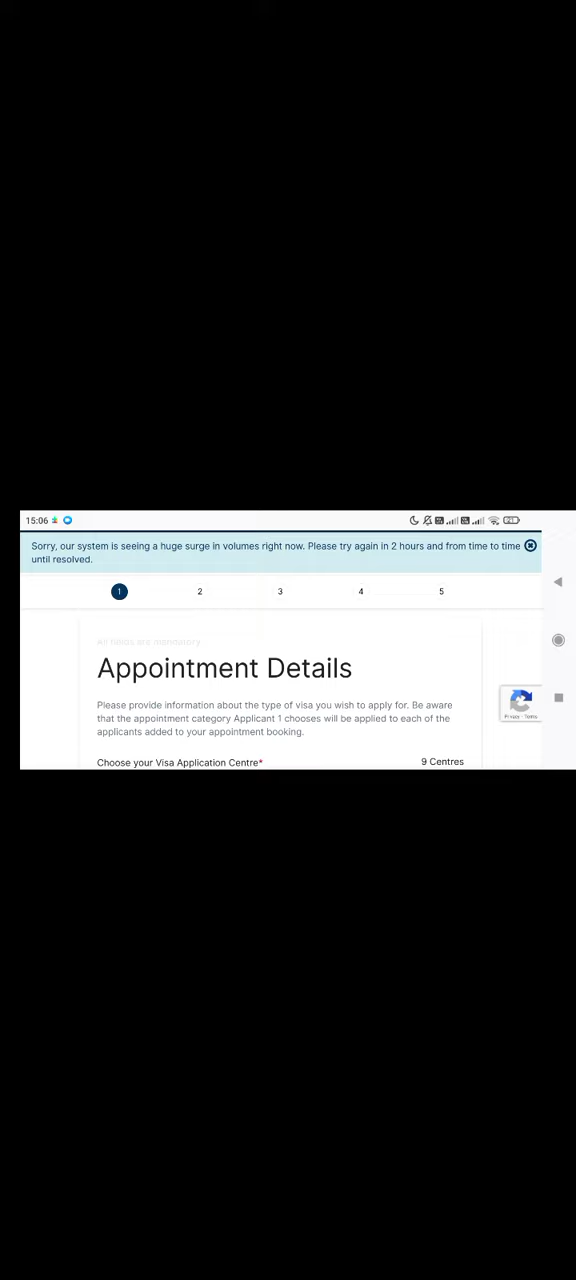 15:06
21
Sorry, our system is seeing a huge surge in volumes right now. Please try again in 2 hours and from time to time
until resolved.
1 2 3 4 5
All fields are mandatory
Appointment Details
Please provide information about the type of visa you wish to apply for. Be aware
that the appointment category Applicant 1 chooses will be applied to each of the
applicants added to your appointment booking.
Privacy - Terms
Choose your Visa Application Centre* 9 Centres